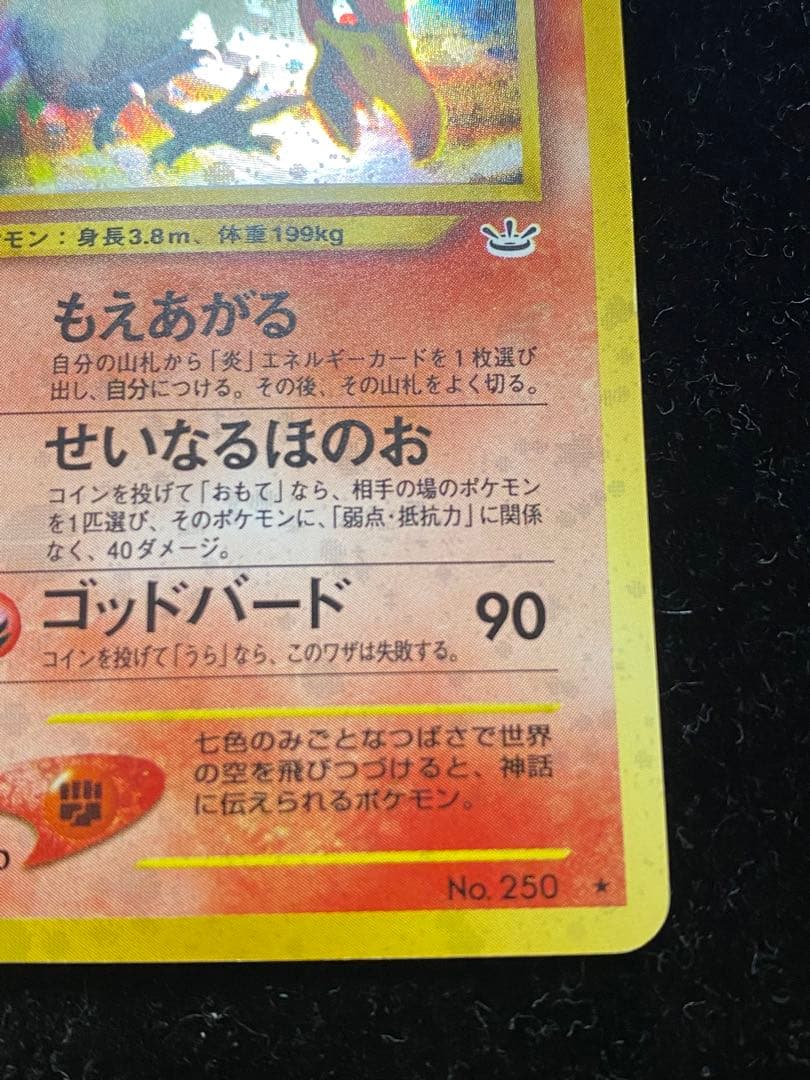 モン：身長3.8m、体重199kg
もえあがる
自分の山札から「炎」エネルギーカードを1枚選び
出し、自分につける。その後、その山札をよく切る。
せいなるほのお
コインを投げて「おもて」なら、相手の場のポケモン
を1匹選び、そのポケモンに、「弱点・抵抗力」に関係
なく、40ダメージ。
ゴッドバード 90
コインを投げて「うら」なら、このワザは失敗する。
七色のみごとなつばさで世界
の空を飛びつづけると、神話
に伝えられるポケモン。
No. 250 ★